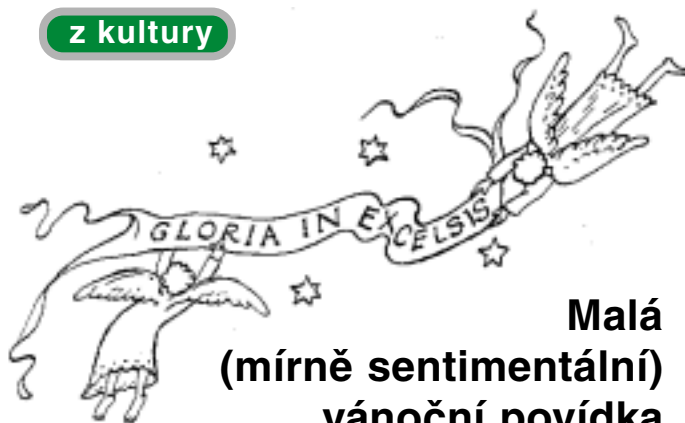 z kultury
GLORIA IN EXCELSIS
Malá
(mírně sentimentální)
vánoční povídka